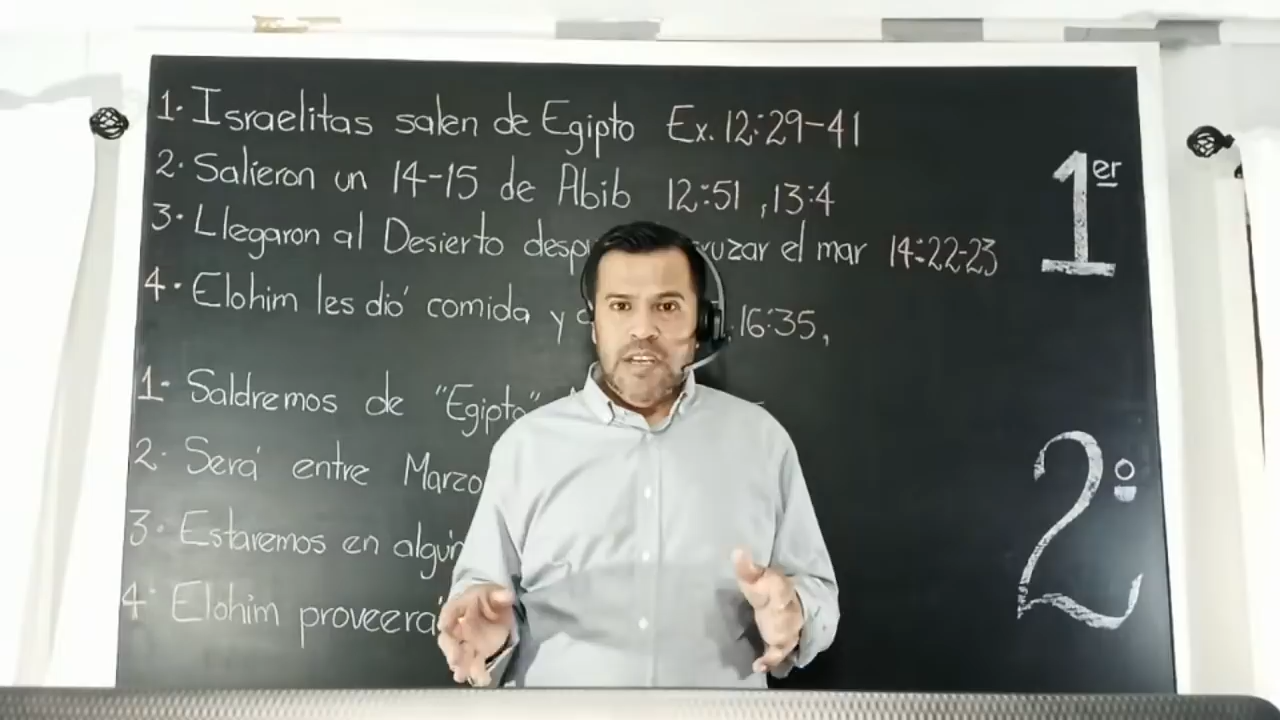 1. Israelitas salen de Egipto Ex. 12:29-41
2. Salieron un 14-15 de Abib 12:51, 13:4
1er
3. Llegaron al Desierto el mar 14:22-23
4. Elohim les dió comida y 16:35,
1. Saldremos de "Egipto"
2. Será entre Marzo
3. Estaremos en
4. Elohim proveerá
2º